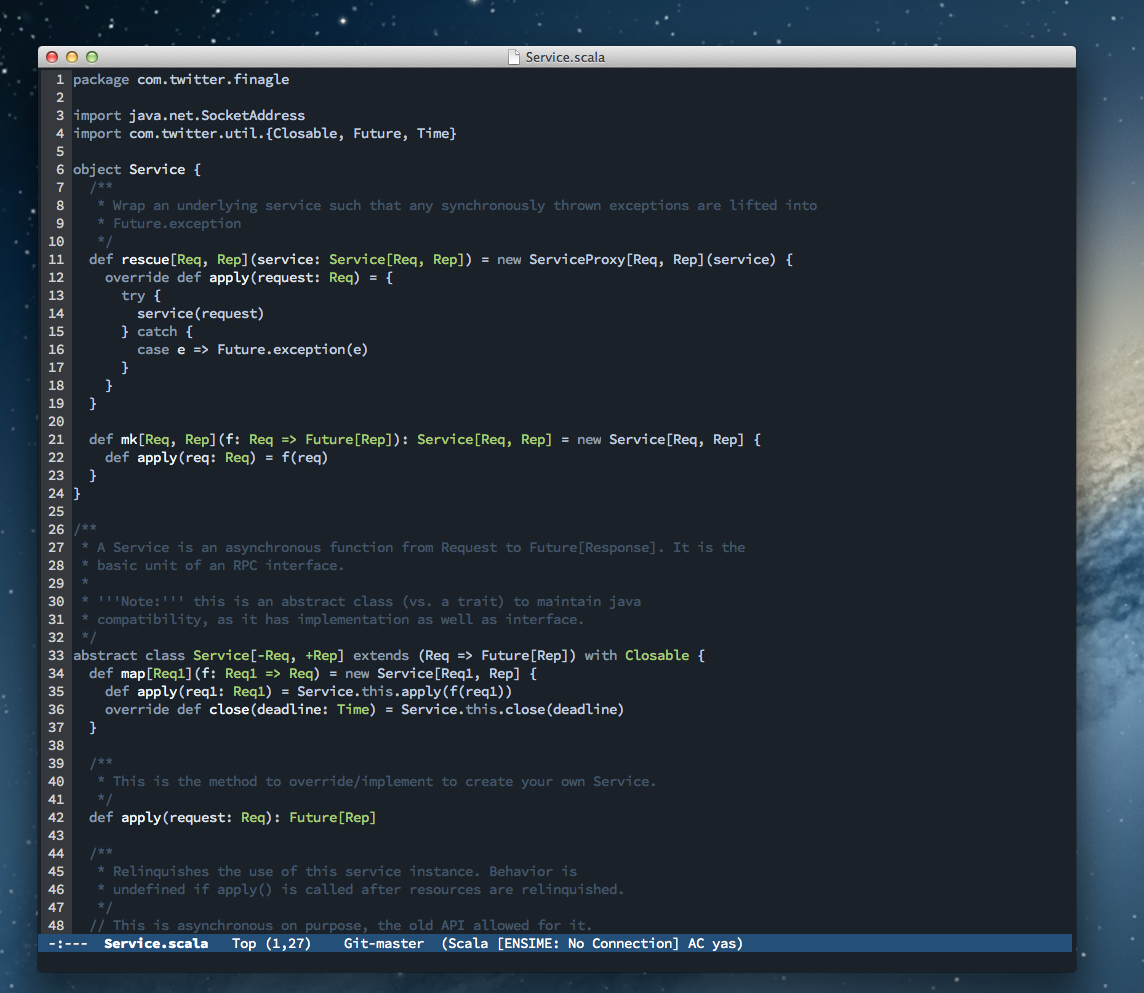 Service.scala
1 package com.twitter.finagle
2
3 import java.net.SocketAddress
4 import com.twitter.util.{Closable, Future, Time}
5
6 object Service {
7   /**
8    * Wrap an underlying service such that any synchronously thrown exceptions are lifted into
9    * Future.exception
10    */
11   def rescue[Req, Rep](service: Service[Req, Rep]) = new ServiceProxy[Req, Rep](service) {
12     override def apply(request: Req) = {
13       try {
14         service(request)
15       } catch {
16         case e => Future.exception(e)
17       }
18     }
19   }
20
21   def mk[Req, Rep](f: Req => Future[Rep]): Service[Req, Rep] = new Service[Req, Rep] {
22     def apply(req: Req) = f(req)
23   }
24 }
25
26 /**
27  * A Service is an asynchronous function from Request to Future[Response]. It is the
28  * basic unit of an RPC interface.
29  *
30  * '''Note:''' this is an abstract class (vs. a trait) to maintain java
31  * compatibility, as it has implementation as well as interface.
32  */
33 abstract class Service[-Req, +Rep] extends (Req => Future[Rep]) with Closable {
34   def map[Req1](f: Req1 => Req) = new Service[Req1, Rep] {
35     def apply(req1: Req1) = Service.this.apply(f(req1))
36     override def close(deadline: Time) = Service.this.close(deadline)
37   }
38
39   /**
40    * This is the method to override/implement to create your own Service.
41    */
42   def apply(request: Req): Future[Rep]
43
44   /**
45    * Relinquishes the use of this service instance. Behavior is
46    * undefined if apply() is called after resources are relinquished.
47    */
48   // This is asynchronous on purpose, the old API allowed for it.
-:---  Service.scala   Top (1,27)    Git-master  (Scala [ENSIME: No Connection] AC yas)